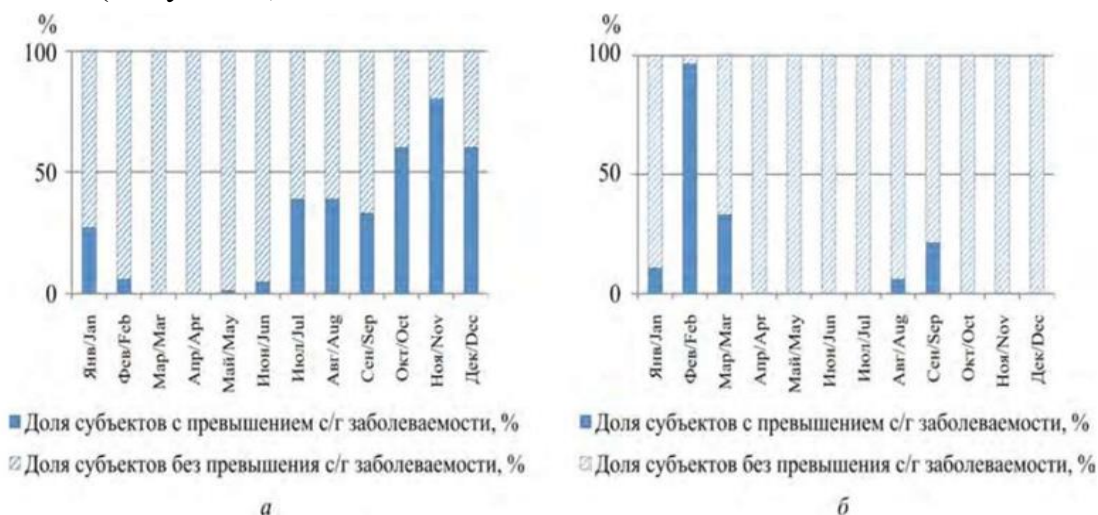 %
100
50
0
Янв/Jan
Фев/Feb
Мар/Mar
Апр/Apr
Май/May
Июн/Jun
Июл/Jul
Авг/Aug
Сен/Sep
Окт/Oct
Ноя/Nov
Дек/Dec
Доля субъектов с превышением с/г заболеваемости, %
Доля субъектов без превышения с/г заболеваемости, %
а
%
100
50
0
Янв/Jan
Фев/Feb
Мар/Mar
Апр/Apr
Май/May
Июн/Jun
Июл/Jul
Авг/Aug
Сен/Sep
Окт/Oct
Ноя/Nov
Дек/Dec
Доля субъектов с превышением с/г заболеваемости, %
Доля субъектов без превышения с/г заболеваемости, %
б